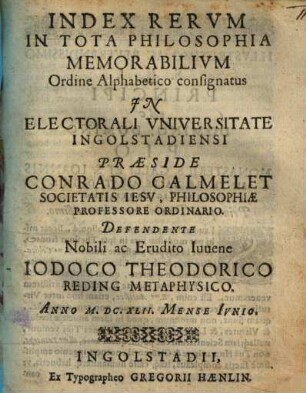 INDEX RERVM
IN TOTA PHILOSOPHIA
MEMORABILIVM
Ordine Alphabetico consignatus
IN
ELECTORALI VNIVERSITATE
INGOLSTADIENSI
PRÆSIDE
CONRADO CALMELET
SOCIETATIS IESV, PHILOSOPHIÆ
PROFESSORE ORDINARIO.
DEFENDENTE
Nobili ac Erudito Iuuene
IODOCO THEODORICO
REDING METAPHYSICO.
ANNO M. DC. XLII. MENSE IVNIO.
INGOLSTADII,
Ex Typographeo GREGORII HÆNLIN.